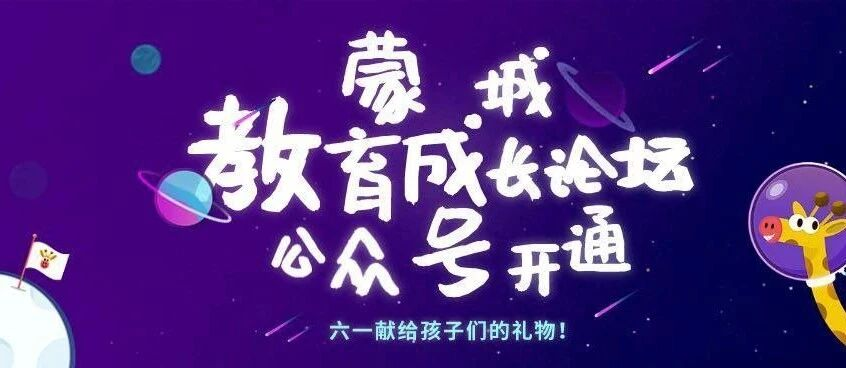 蒙城
教育成长论坛
公众号开通
六一献给孩子们的礼物!